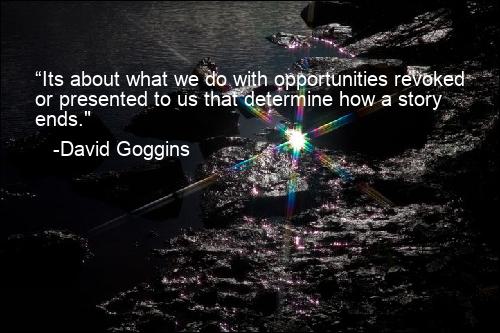 “Its about what we do with opportunities revoked
or presented to us that determine how a story
ends."
-David Goggins